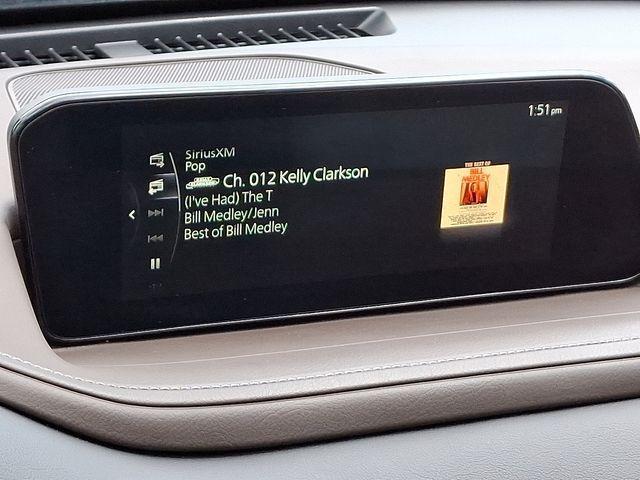 1:51 pm
SiriusXM
Pop
Ch. 012 Kelly Clarkson
(I've Had) The T
Bill Medley/Jenn
Best of Bill Medley
THE BEST OF
BILL
MEDLEY